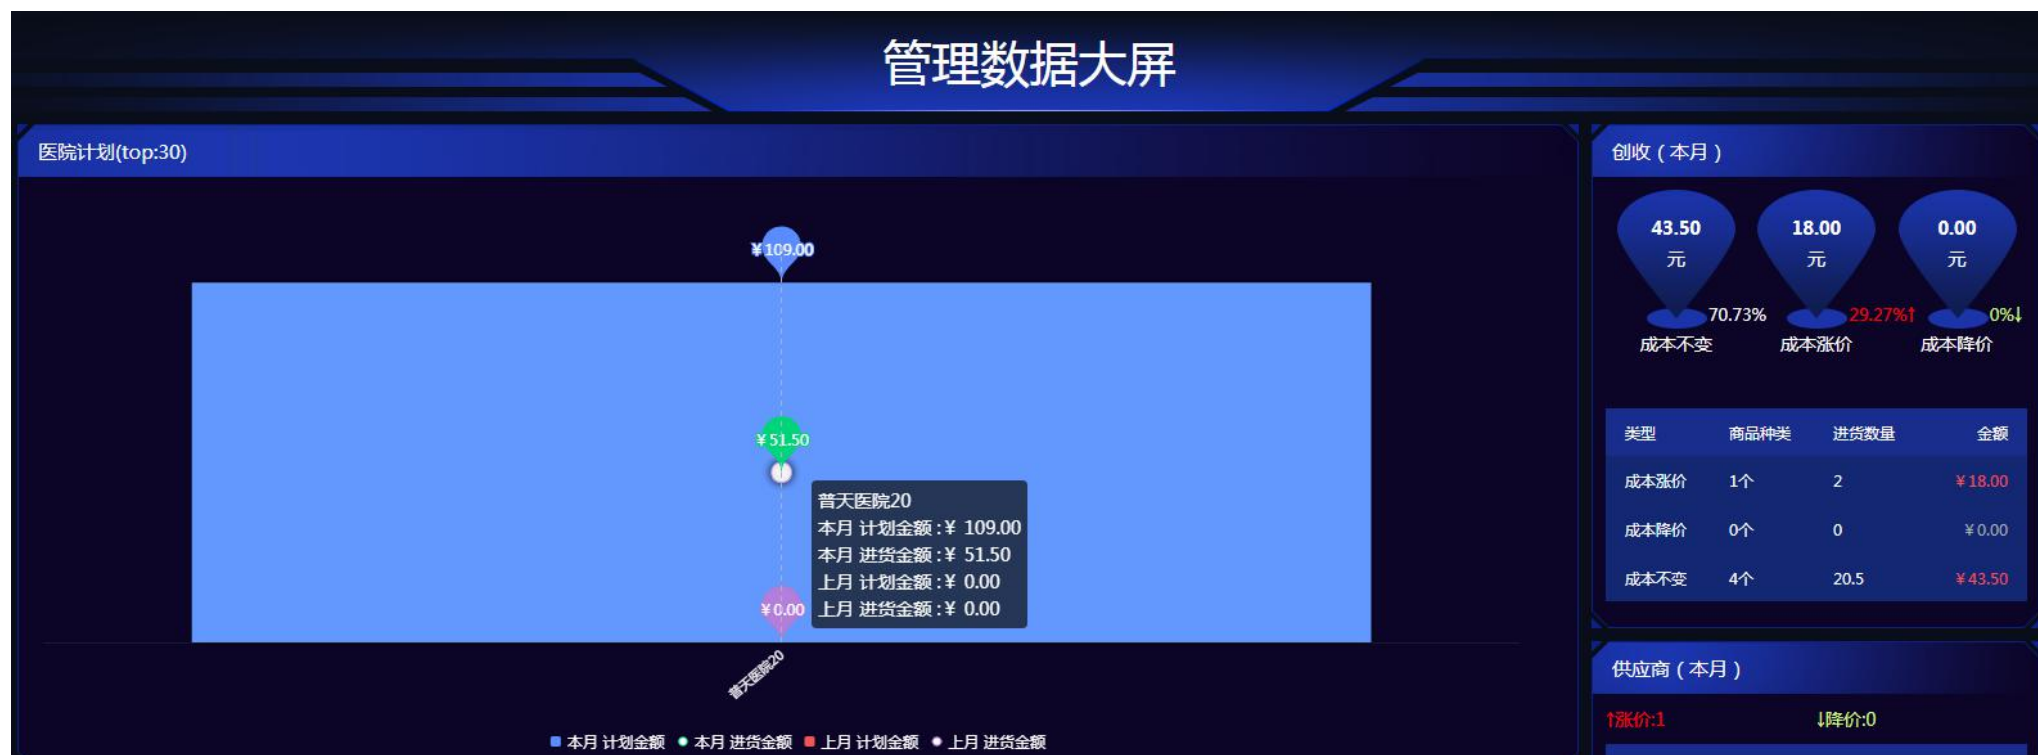 管理数据大屏
医院计划(top:30)
¥109.00
¥51.50
普天医院20
本月 计划金额 :¥ 109.00
本月 进货金额 :¥ 51.50
上月 计划金额 :¥ 0.00
上月 进货金额 :¥ 0.00
¥0.00
普天医院20
本月 计划金额 本月 进货金额 上月 计划金额 上月 进货金额
创收（本月）
43.50 18.00 0.00
元 元 元
70.73% 29.27%↑ 0%↓
成本不变 成本涨价 成本降价
类型 商品种类 进货数量 金额
成本涨价 1个 2 ¥18.00
成本降价 0个 0 ¥0.00
成本不变 4个 20.5 ¥43.50
供应商（本月）
↑涨价:1 ↓降价:0